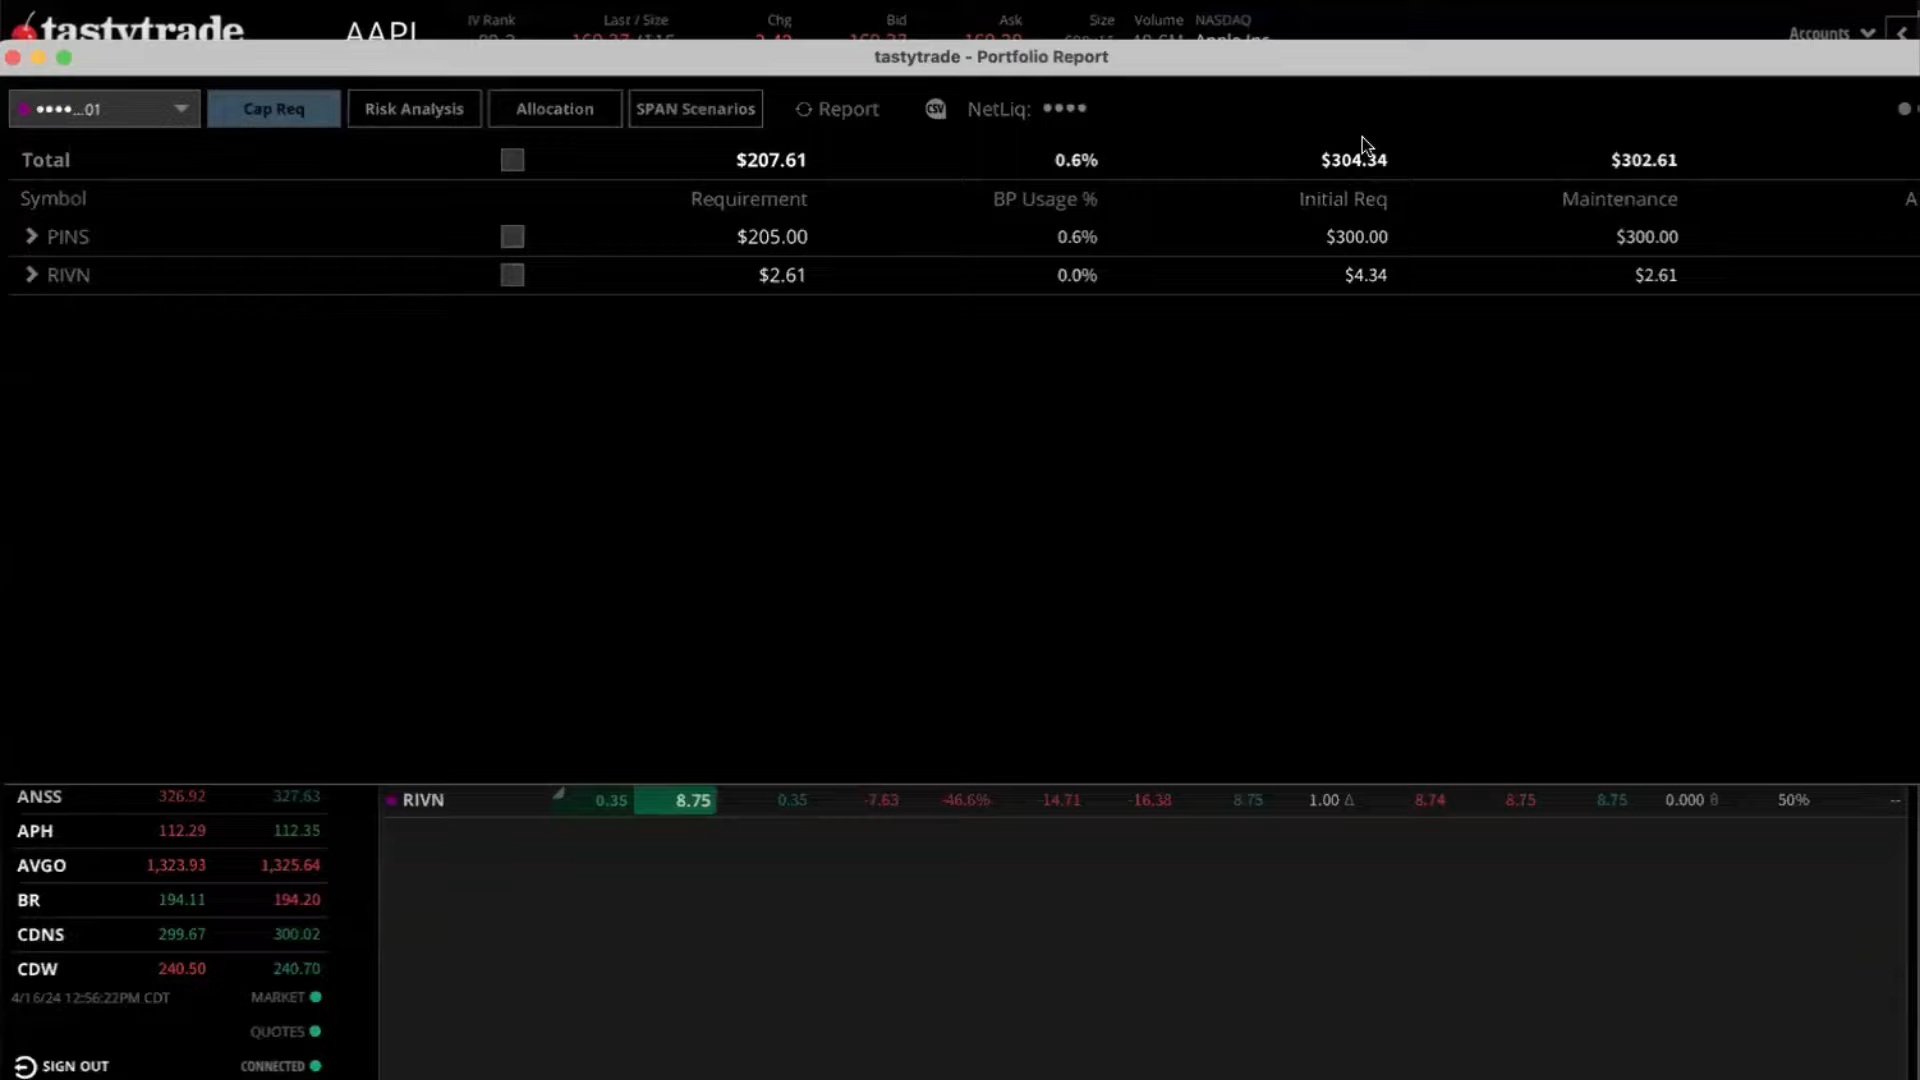 tastytrade AAPL IV Rank Last / Size Chg Bid Ask Size Volume NASDAQ Accounts
Apple Inc
tastytrade - Portfolio Report
••••...01 Cap Req Risk Analysis Allocation SPAN Scenarios Report CSV NetLiq: ••••
Total $207.61 0.6% $304.34 $302.61
Symbol Requirement BP Usage % Initial Req Maintenance A
PINS $205.00 0.6% $300.00 $300.00
RIVN $2.61 0.0% $4.34 $2.61
ANSS 326.92 327.63 RIVN 0.35 8.75 0.35 -7.63 -46.6% -14.71 -16.38 8.75 1.00 Δ 8.74 8.75 8.75 0.000 θ 50% --
APH 112.29 112.35
AVGO 1,323.93 1,325.64
BR 194.11 194.20
CDNS 299.67 300.02
CDW 240.50 240.70
4/16/24 12:56:22PM CDT MARKET
QUOTES
SIGN OUT CONNECTED